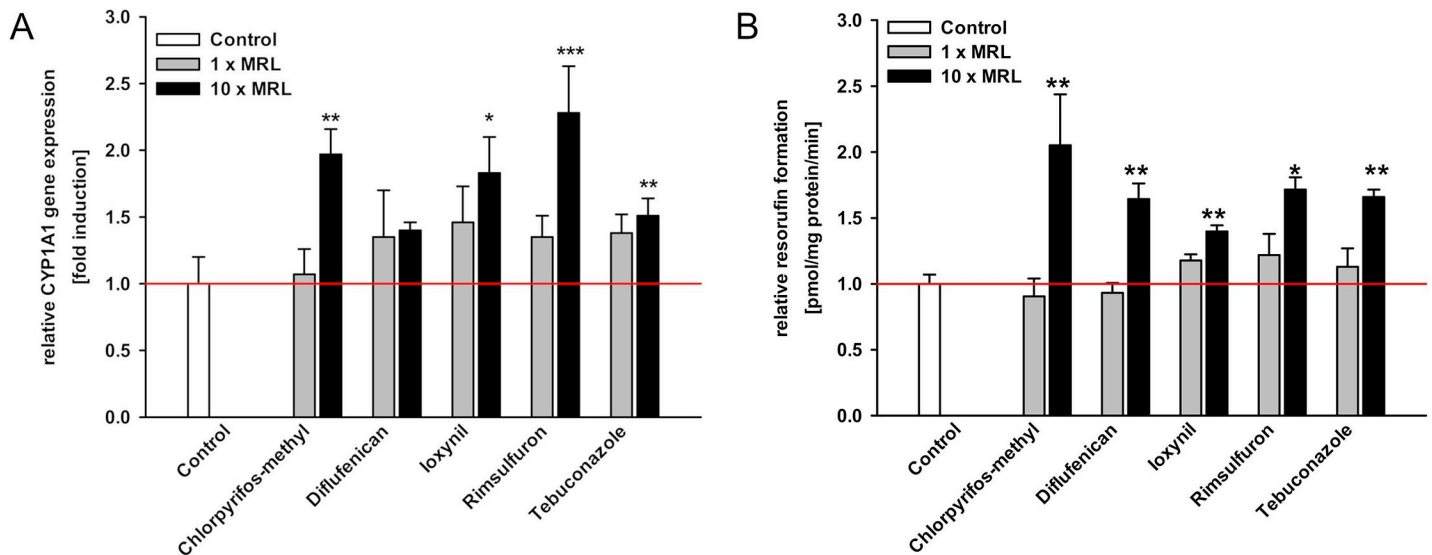 A
relative CYP1A1 gene expression
[fold induction]
3.0
2.5
2.0
1.5
1.0
0.5
0.0
Control
1 x MRL
10 x MRL
**
*
***
**
Control
Chlorpyrifos-methyl
Diflufenican
Ioxynil
Rimsulfuron
Tebuconazole
B
relative resorufin formation
[pmol/mg protein/min]
3.0
2.5
2.0
1.5
1.0
0.5
0.0
Control
1 x MRL
10 x MRL
**
**
**
*
**
Control
Chlorpyrifos-methyl
Diflufenican
Ioxynil
Rimsulfuron
Tebuconazole